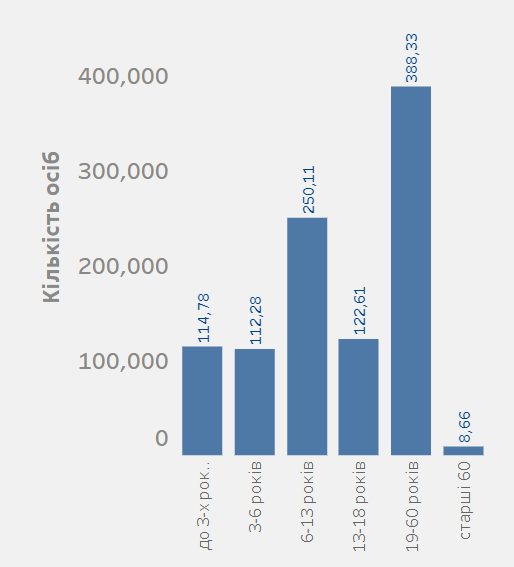 Кількість осіб
400,000
300,000
200,000
100,000
0
114,78
112,28
250,11
122,61
388,33
8,66
до 3-х рок..
3-6 років
6-13 років
13-18 років
19-60 років
старші 60